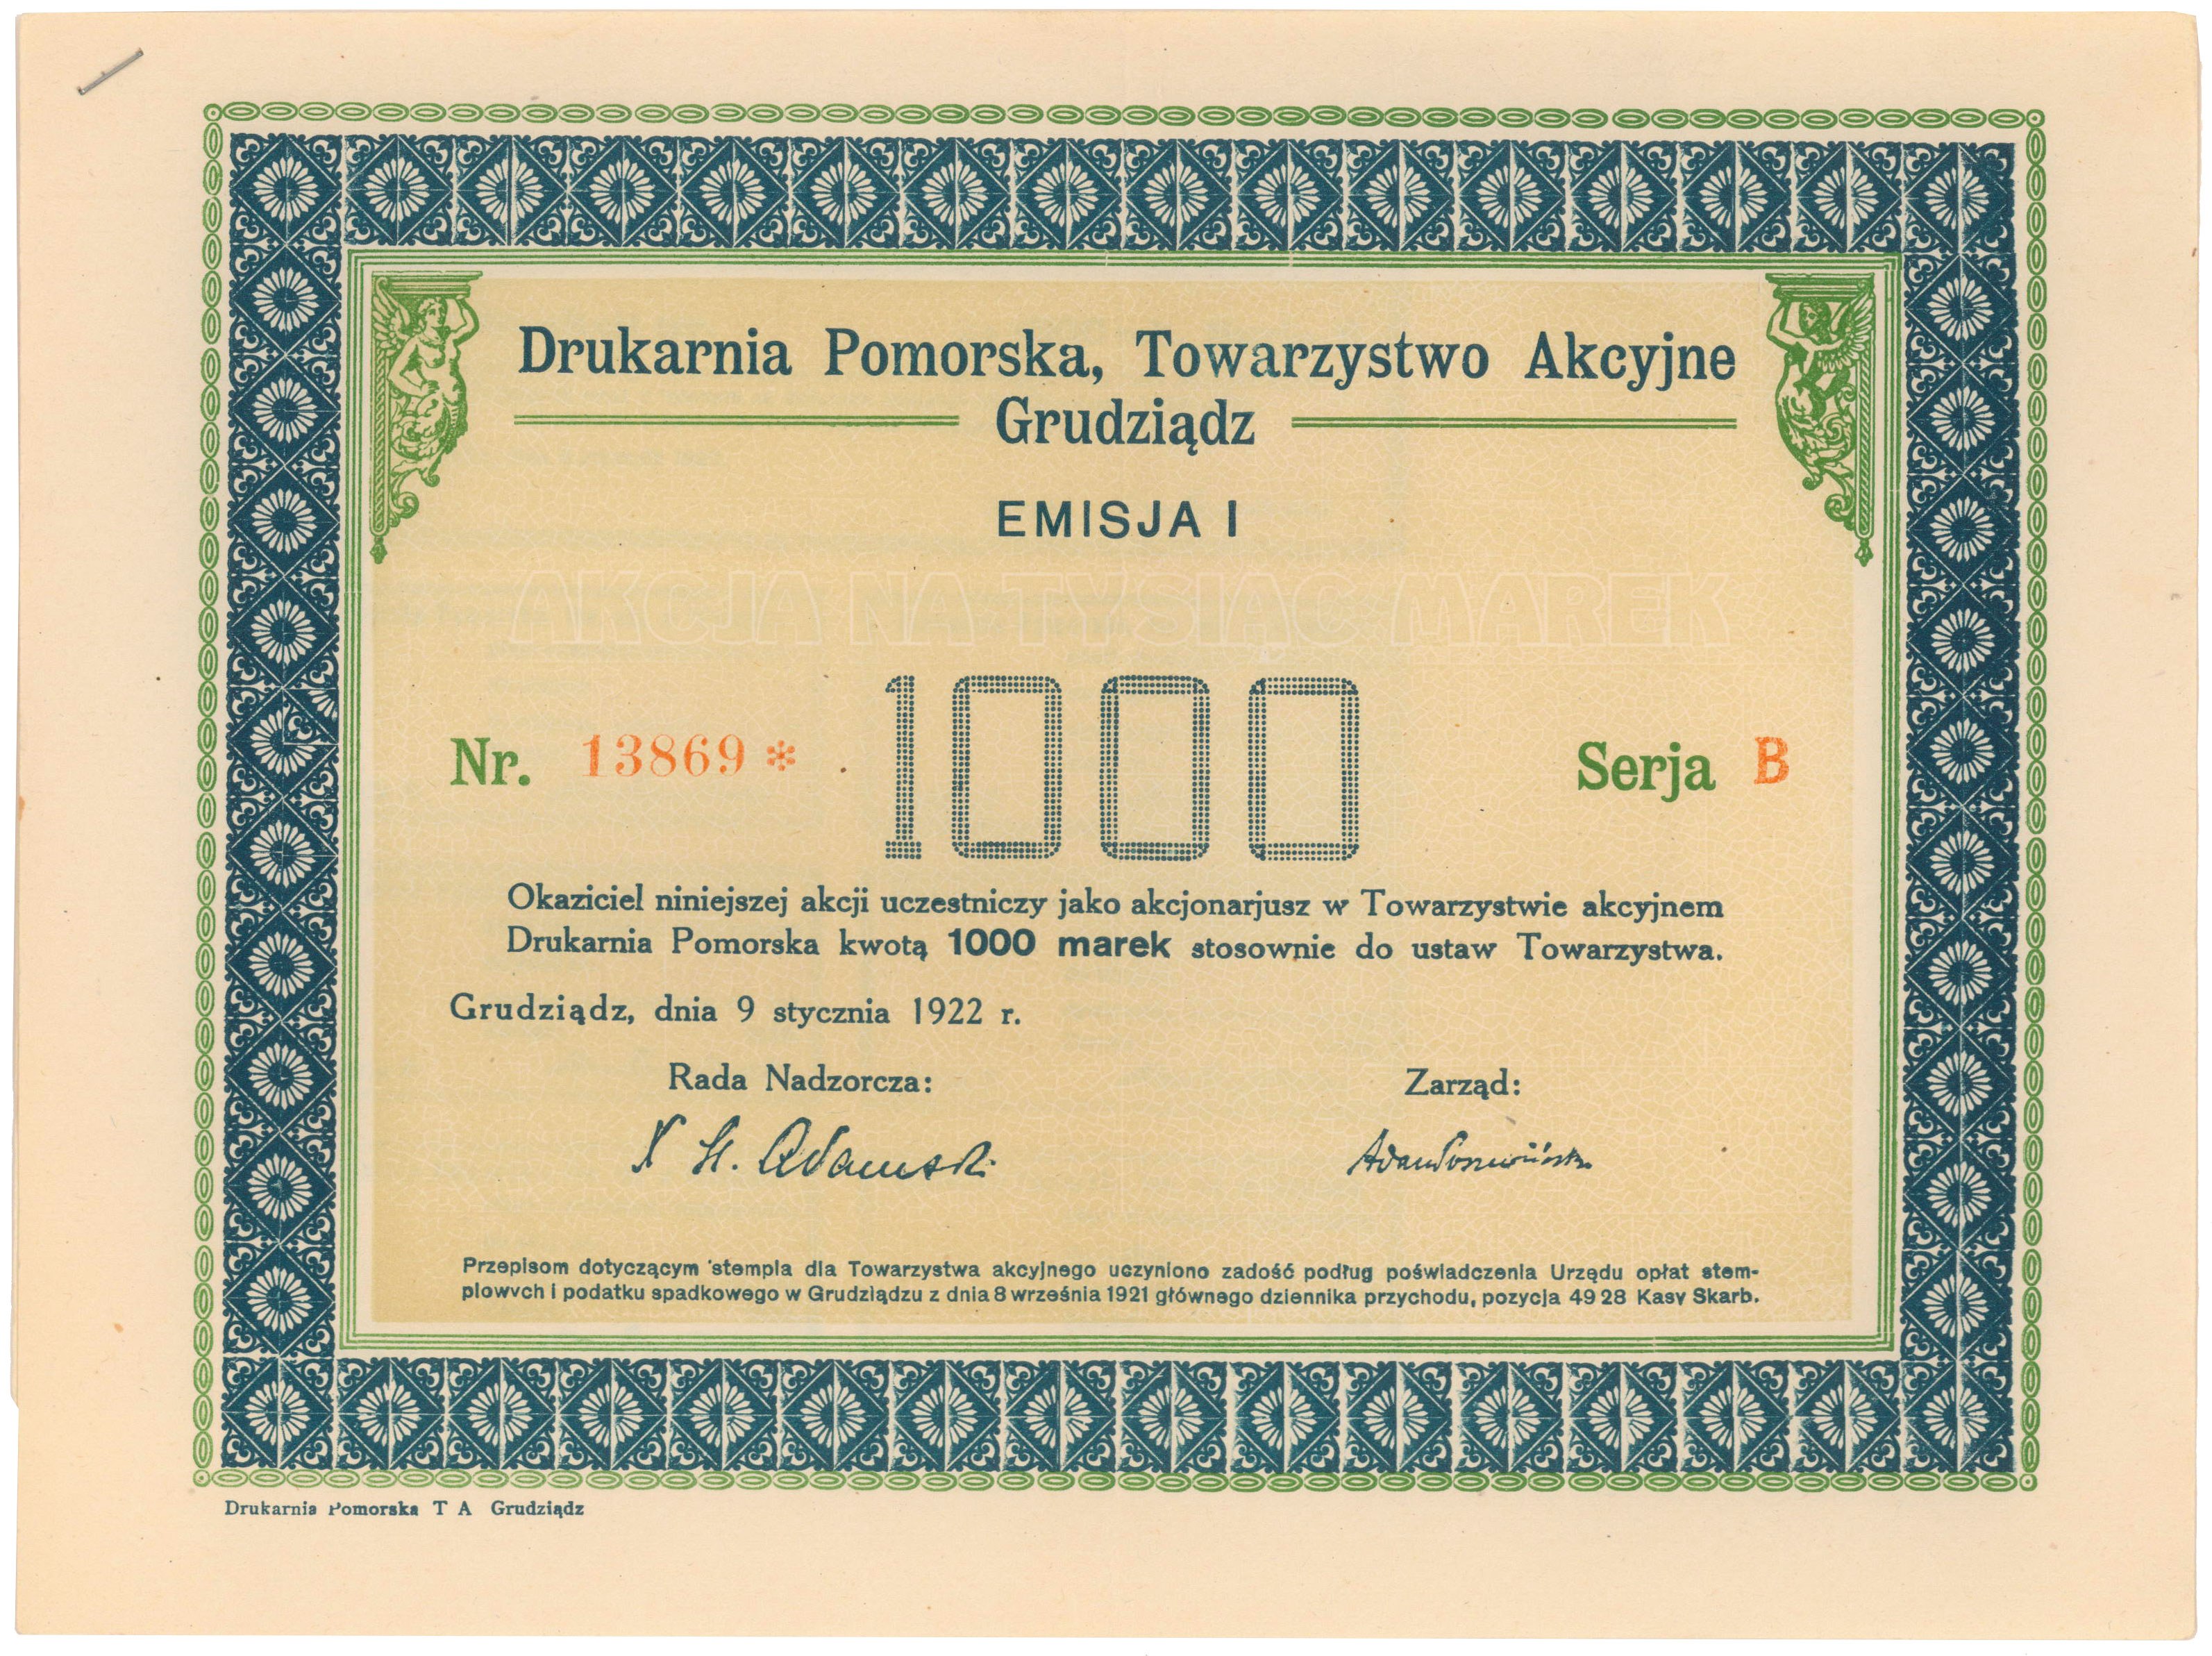 Drukarnia Pomorska, Towarzystwo Akcyjne
Grudziądz
EMISJA I
AKCJA NA TYSIĄC MAREK
Nr. 13869 * 1000 Serja B
Okaziciel niniejszej akcji uczestniczy jako akcjonarjusz w Towarzystwie akcyjnem
Drukarnia Pomorska kwotą 1000 marek stosownie do ustaw Towarzystwa.
Grudziądz, dnia 9 stycznia 1922 r.
Rada Nadzorcza: Zarząd:
X St. Adamski
Przepisom dotyczącym stempla dla Towarzystwa akcyjnego uczyniono zadość podług poświadczenia Urzędu opłat stem-
plowych i podatku spadkowego w Grudziądzu z dnia 8 września 1921 głównego dziennika przychodu, pozycja 49 28 Kasy Skarb.
Drukarnia Pomorska T A Grudziądz